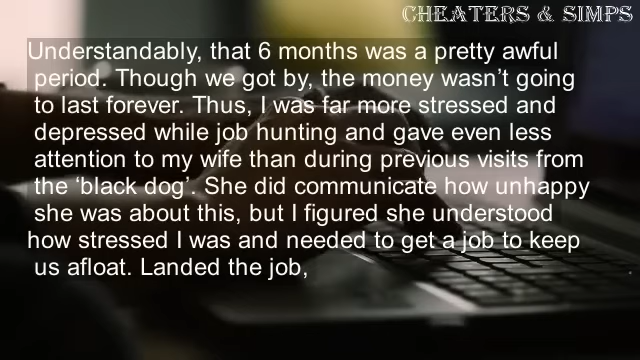 CHEATERS & SIMPS
Understandably, that 6 months was a pretty awful
period. Though we got by, the money wasn’t going
to last forever. Thus, I was far more stressed and
depressed while job hunting and gave even less
attention to my wife than during previous visits from
the ‘black dog’. She did communicate how unhappy
she was about this, but I figured she understood
how stressed I was and needed to get a job to keep
us afloat. Landed the job,